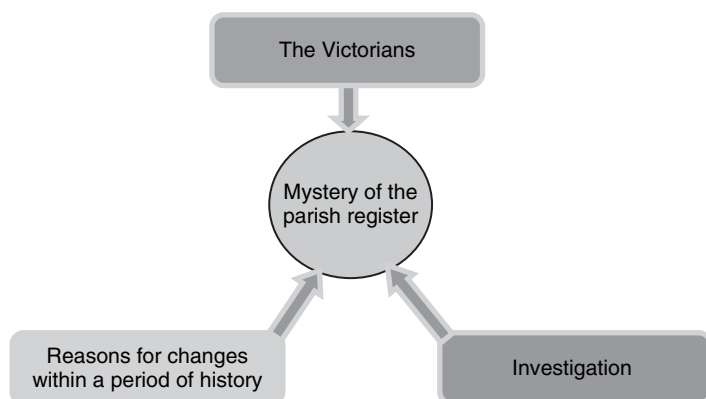 The Victorians
Mystery of the
parish register
Reasons for changes
within a period of history
Investigation